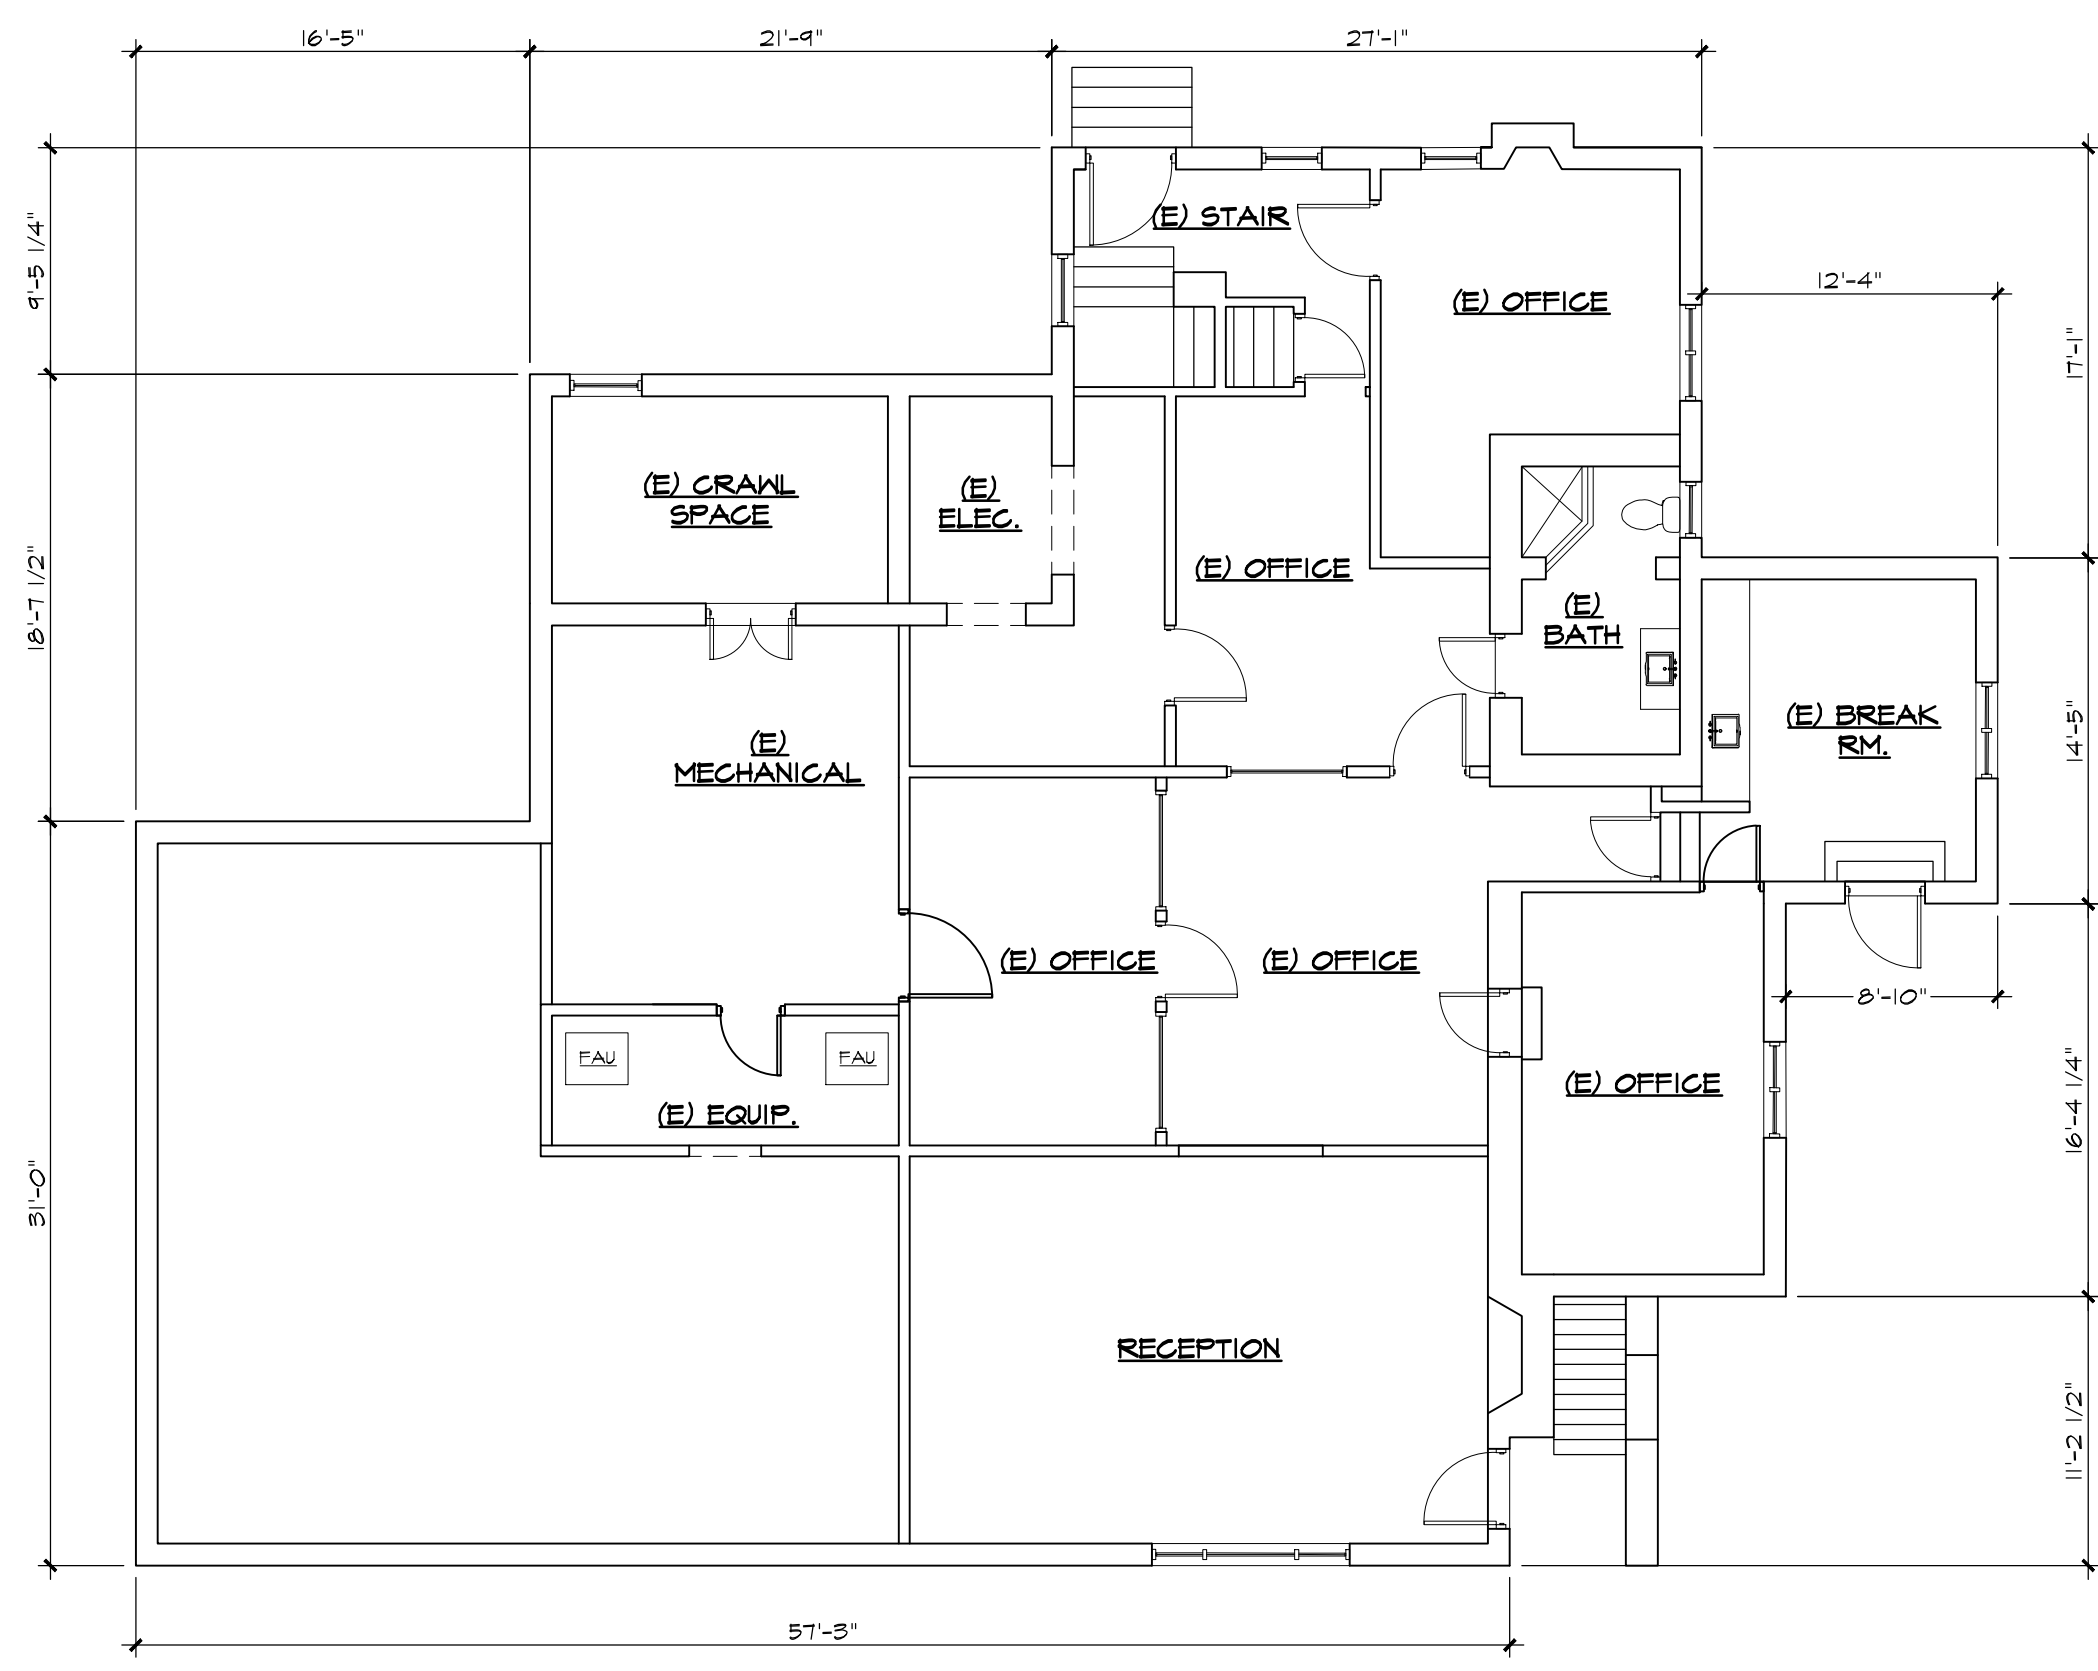 16'-5"
21'-9"
27'-1"
(E) STAIR
9'-5 1/4"
12'-4"
(E) OFFICE
17'-1"
(E) CRAWL
SPACE
(E)
ELEC.
(E) OFFICE
18'-7 1/2"
(E)
BATH
(E) BREAK
RM.
14'-5"
(E)
MECHANICAL
(E) OFFICE
(E) OFFICE
8'-10"
FAU
FAU
(E) OFFICE
16'-4 1/4"
(E) EQUIP.
31'-0"
RECEPTION
11'-2 1/2"
57'-3"